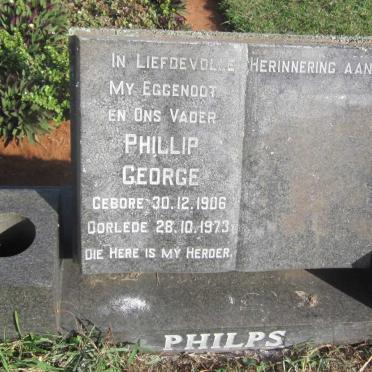 In Liefdevolle Herinnering aan
My Eggenoot
en Ons Vader
Phillip
George
Gebore 30.12.1906
Oorlede 28.10.1973
Die Here is my Herder.
PHILPS